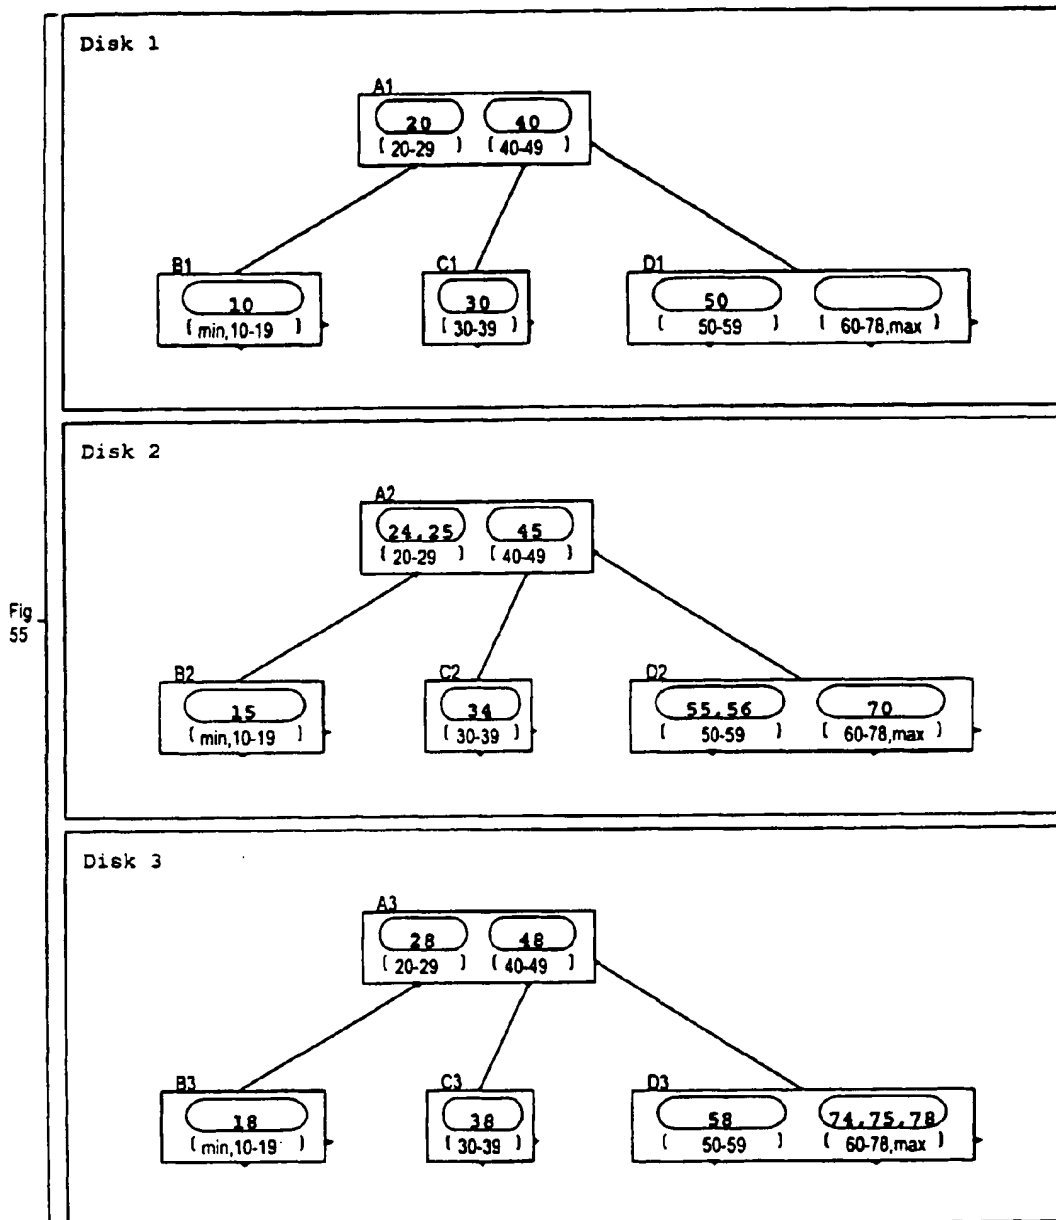 Disk 1
A1
20 40
[ 20-29 ] [ 40-49 ]
B1 C1 D1
10 30 50
[ min,10-19 ] [ 30-39 ] [ 50-59 ] [ 60-78,max ]
Disk 2
A2
24,25 45
[ 20-29 ] [ 40-49 ]
Fig
55
B2 C2 D2
15 34 55,56 70
[ min,10-19 ] [ 30-39 ] [ 50-59 ] [ 60-78,max ]
Disk 3
A3
28 48
[ 20-29 ] [ 40-49 ]
B3 C3 D3
18 38 58 74,75,78
[ min,10-19 ] [ 30-39 ] [ 50-59 ] [ 60-78,max ]